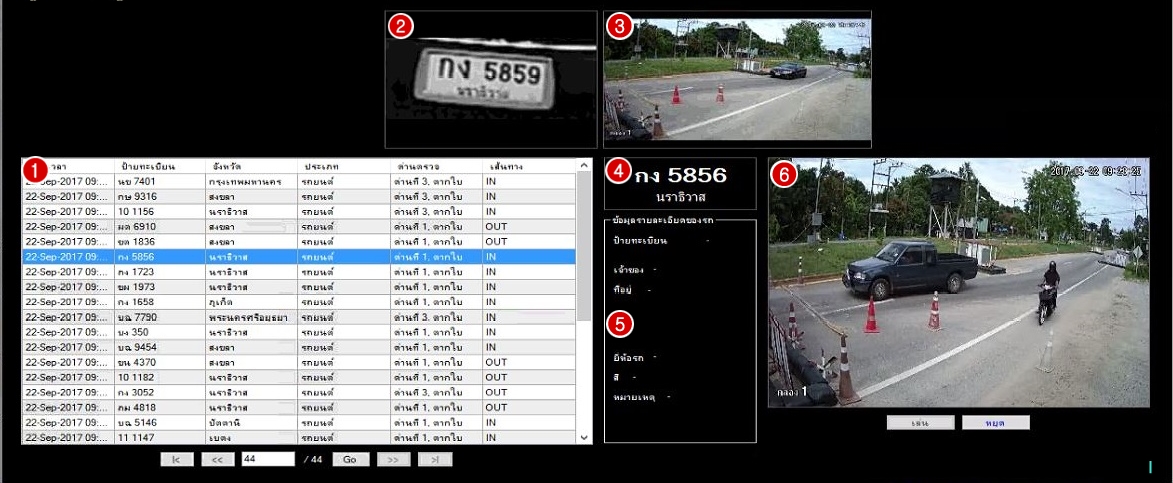 2
กง 5859
นราธิวาส
3
กล้อง 1
1
เวลา ป้ายทะเบียน จังหวัด ประเภท ด่านตรวจ เส้นทาง
22-Sep-2017 09:... นข 7401 กรุงเทพมหานคร รถยนต์ ด่านที่ 3, ตากใบ IN
22-Sep-2017 09:... กษ 9316 สงขลา รถยนต์ ด่านที่ 3, ตากใบ IN
22-Sep-2017 09:... 10 1156 นราธิวาส รถยนต์ ด่านที่ 3, ตากใบ IN
22-Sep-2017 09:... ผต 6910 สงขลา รถยนต์ ด่านที่ 1, ตากใบ OUT
22-Sep-2017 09:... ขต 1836 สงขลา รถยนต์ ด่านที่ 1, ตากใบ OUT
22-Sep-2017 09:... กง 5856 นราธิวาส รถยนต์ ด่านที่ 1, ตากใบ IN
22-Sep-2017 09:... กง 1723 นราธิวาส รถยนต์ ด่านที่ 1, ตากใบ IN
22-Sep-2017 09:... ขม 1973 นราธิวาส รถยนต์ ด่านที่ 1, ตากใบ IN
22-Sep-2017 09:... กง 1658 ภูเก็ต รถยนต์ ด่านที่ 1, ตากใบ IN
22-Sep-2017 09:... บฉ 7790 พระนครศรีอยุธยา รถยนต์ ด่านที่ 3, ตากใบ IN
22-Sep-2017 09:... บง 350 นราธิวาส รถยนต์ ด่านที่ 1, ตากใบ IN
22-Sep-2017 09:... บฉ 9454 สงขลา รถยนต์ ด่านที่ 1, ตากใบ IN
22-Sep-2017 09:... ขน 4370 สงขลา รถยนต์ ด่านที่ 1, ตากใบ OUT
22-Sep-2017 09:... 10 1182 นราธิวาส รถยนต์ ด่านที่ 1, ตากใบ OUT
22-Sep-2017 09:... กง 3052 นราธิวาส รถยนต์ ด่านที่ 3, ตากใบ OUT
22-Sep-2017 09:... ฌม 4818 นราธิวาส รถยนต์ ด่านที่ 1, ตากใบ OUT
22-Sep-2017 09:... บฉ 5146 ปัตตานี รถยนต์ ด่านที่ 1, ตากใบ IN
22-Sep-2017 09:... 11 1147 เบตง รถยนต์ ด่านที่ 1, ตากใบ IN
|< << 44 / 44 Go >> >|
4
กง 5856
นราธิวาส
ข้อมูลรายละเอียดของรถ
ป้ายทะเบียน -
เจ้าของ -
ที่อยู่ -
5
ยี่ห้อรถ -
สี -
หมายเหตุ -
6
กล้อง 1
เล่น หยุด